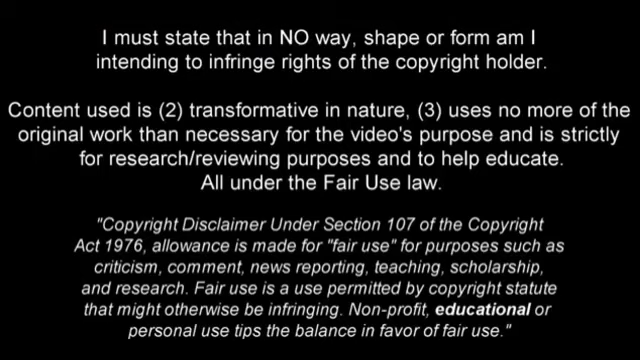 I must state that in NO way, shape or form am I
intending to infringe rights of the copyright holder.
Content used is (2) transformative in nature, (3) uses no more of the
original work than necessary for the video's purpose and is strictly
for research/reviewing purposes and to help educate.
All under the Fair Use law.
"Copyright Disclaimer Under Section 107 of the Copyright
Act 1976, allowance is made for "fair use" for purposes such as
criticism, comment, news reporting, teaching, scholarship,
and research. Fair use is a use permitted by copyright statute
that might otherwise be infringing. Non-profit, educational or
personal use tips the balance in favor of fair use."